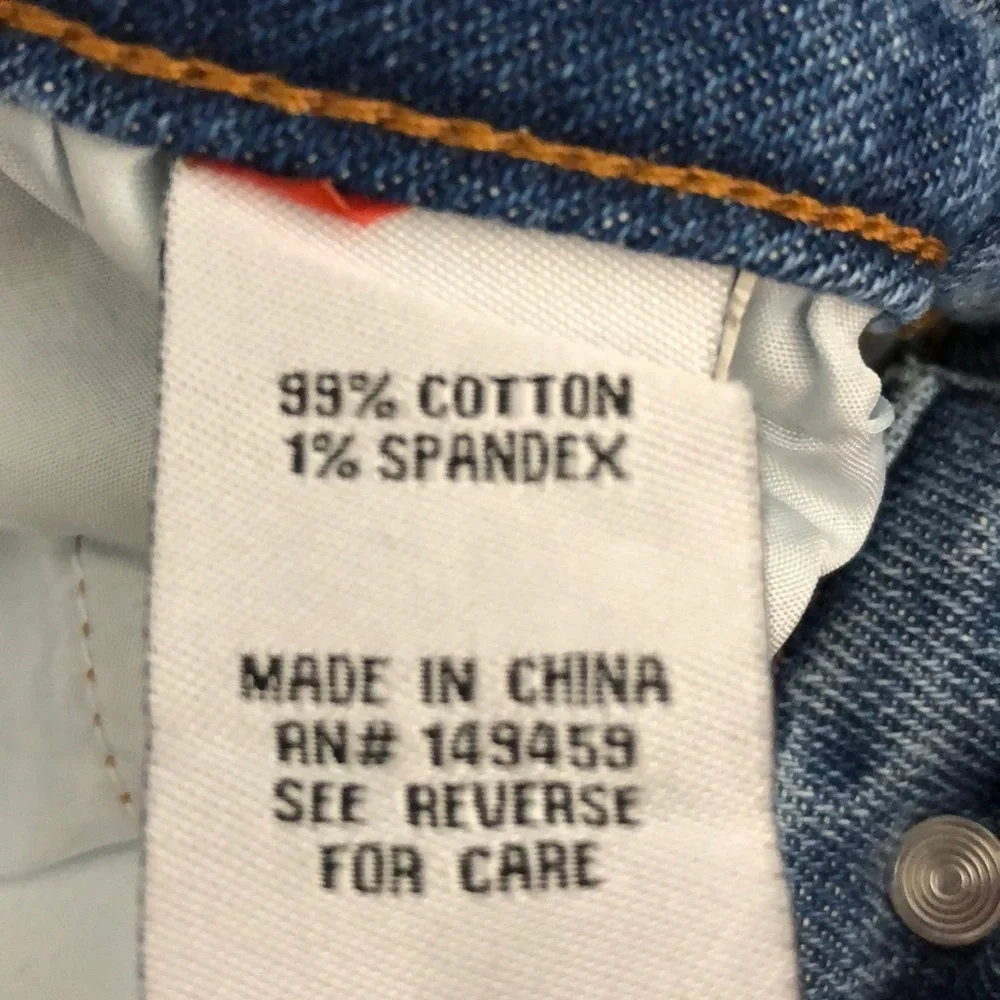 99% COTTON
1% SPANDEX
MADE IN CHINA
RN# 149459
SEE REVERSE
FOR CARE